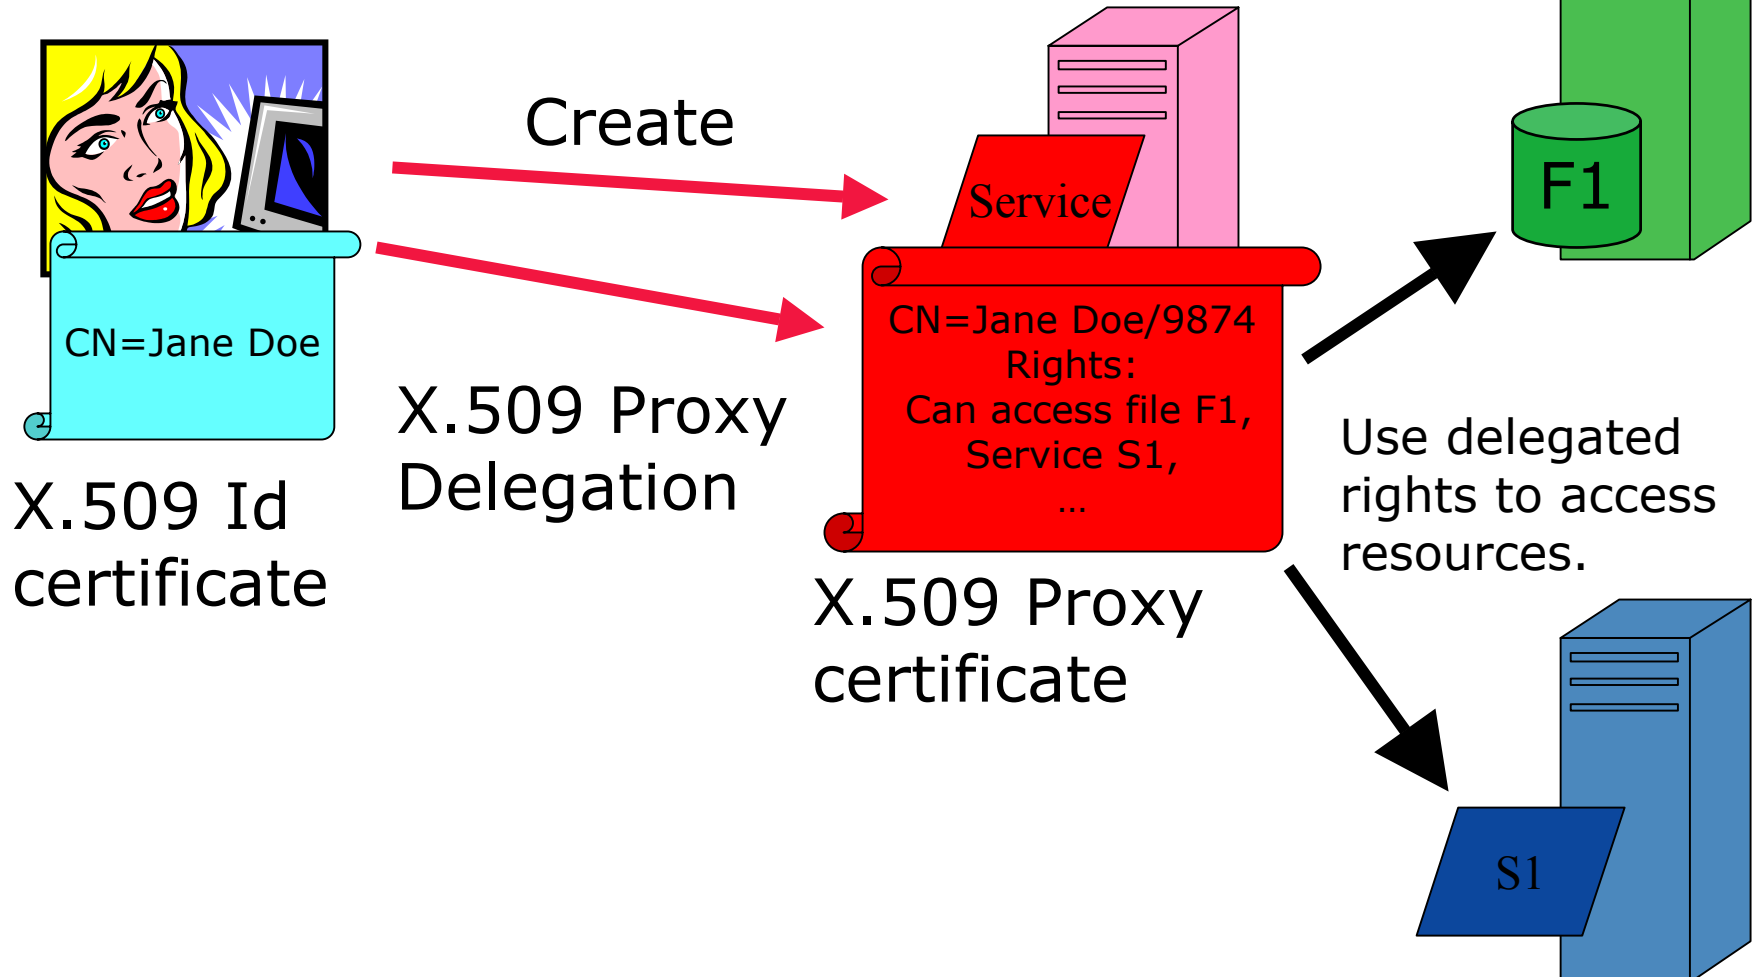 Create
Service
F1
CN=Jane Doe
X.509 Id
certificate
X.509 Proxy
Delegation
CN=Jane Doe/9874
Rights:
Can access file F1,
Service S1,
...
X.509 Proxy
certificate
Use delegated
rights to access
resources.
S1